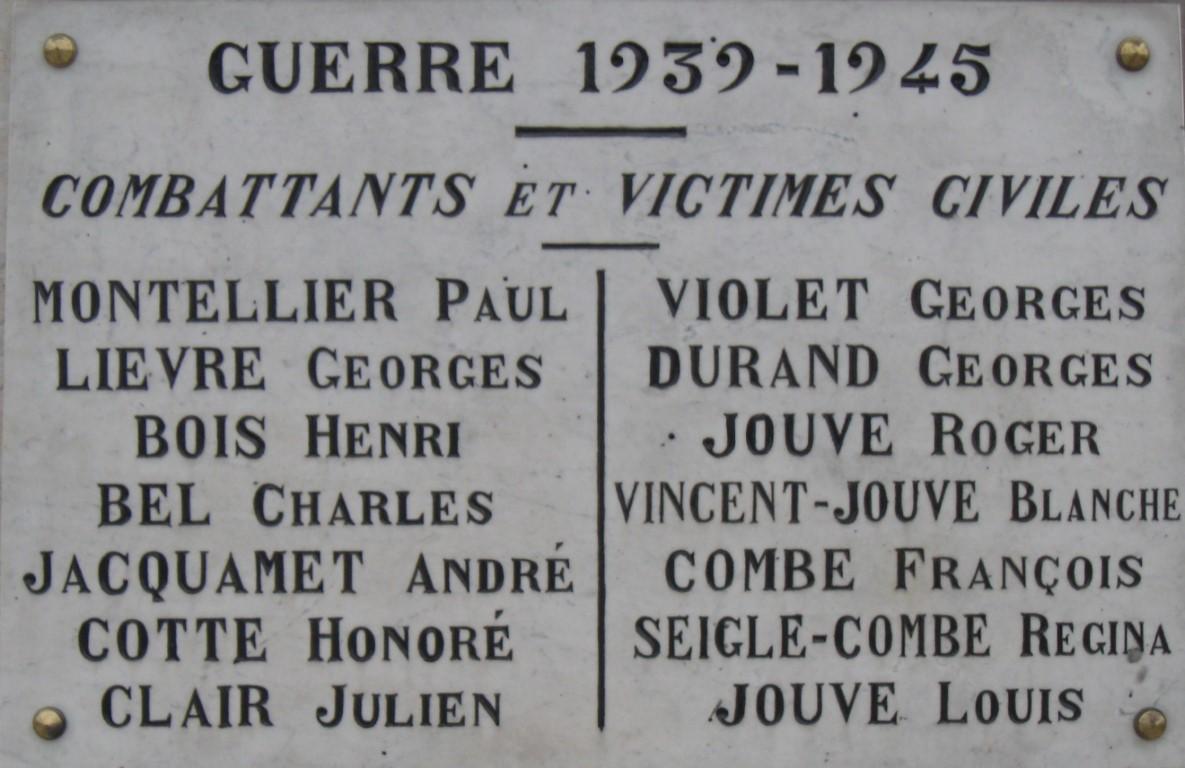 GUERRE 1939-1945
COMBATTANTS ET VICTIMES CIVILES
MONTELLIER PAUL
LIEVRE GEORGES
BOIS HENRI
BEL CHARLES
JACQUAMET ANDRÉ
COTTE HONORÉ
CLAIR JULIEN
VIOLET GEORGES
DURAND GEORGES
JOUVE ROGER
VINCENT-JOUVE BLANCHE
COMBE FRANÇOIS
SEIGLE-COMBE REGINA
JOUVE LOUIS